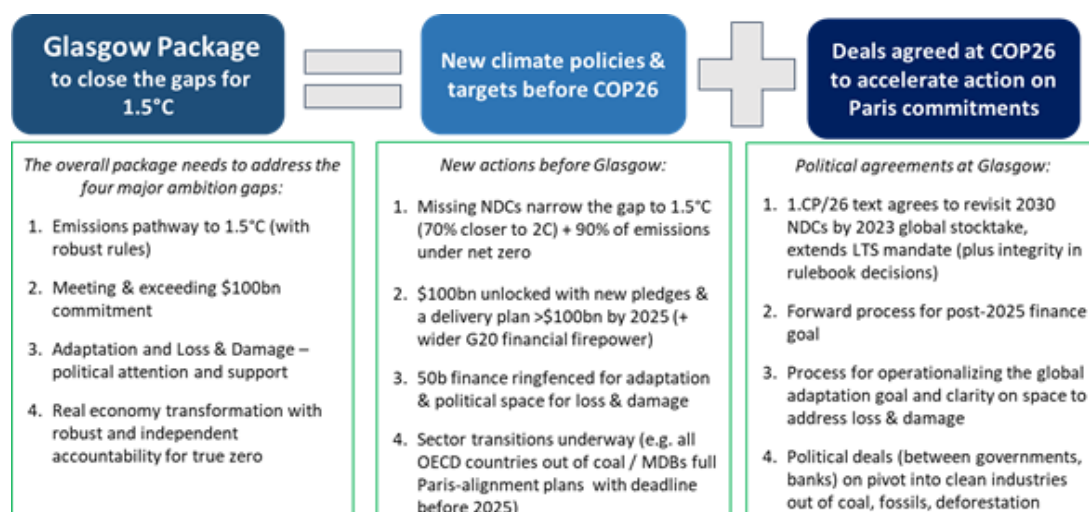 Glasgow Package
to close the gaps for
1.5°C
New climate policies &
targets before COP26
Deals agreed at COP26
to accelerate action on
Paris commitments
The overall package needs to address the
four major ambition gaps:
1. Emissions pathway to 1.5°C (with
robust rules)
2. Meeting & exceeding $100bn
commitment
3. Adaptation and Loss & Damage –
political attention and support
4. Real economy transformation with
robust and independent
accountability for true zero
New actions before Glasgow:
1. Missing NDCs narrow the gap to 1.5°C
(70% closer to 2C) + 90% of emissions
under net zero
2. $100bn unlocked with new pledges &
a delivery plan >$100bn by 2025 (+
wider G20 financial firepower)
3. 50b finance ringfenced for adaptation
& political space for loss & damage
4. Sector transitions underway (e.g. all
OECD countries out of coal / MDBs full
Paris-alignment plans with deadline
before 2025)
Political agreements at Glasgow:
1. 1.CP/26 text agrees to revisit 2030
NDCs by 2023 global stocktake,
extends LTS mandate (plus integrity in
rulebook decisions)
2. Forward process for post-2025 finance
goal
3. Process for operationalizing the global
adaptation goal and clarity on space to
address loss & damage
4. Political deals (between governments,
banks) on pivot into clean industries
out of coal, fossils, deforestation